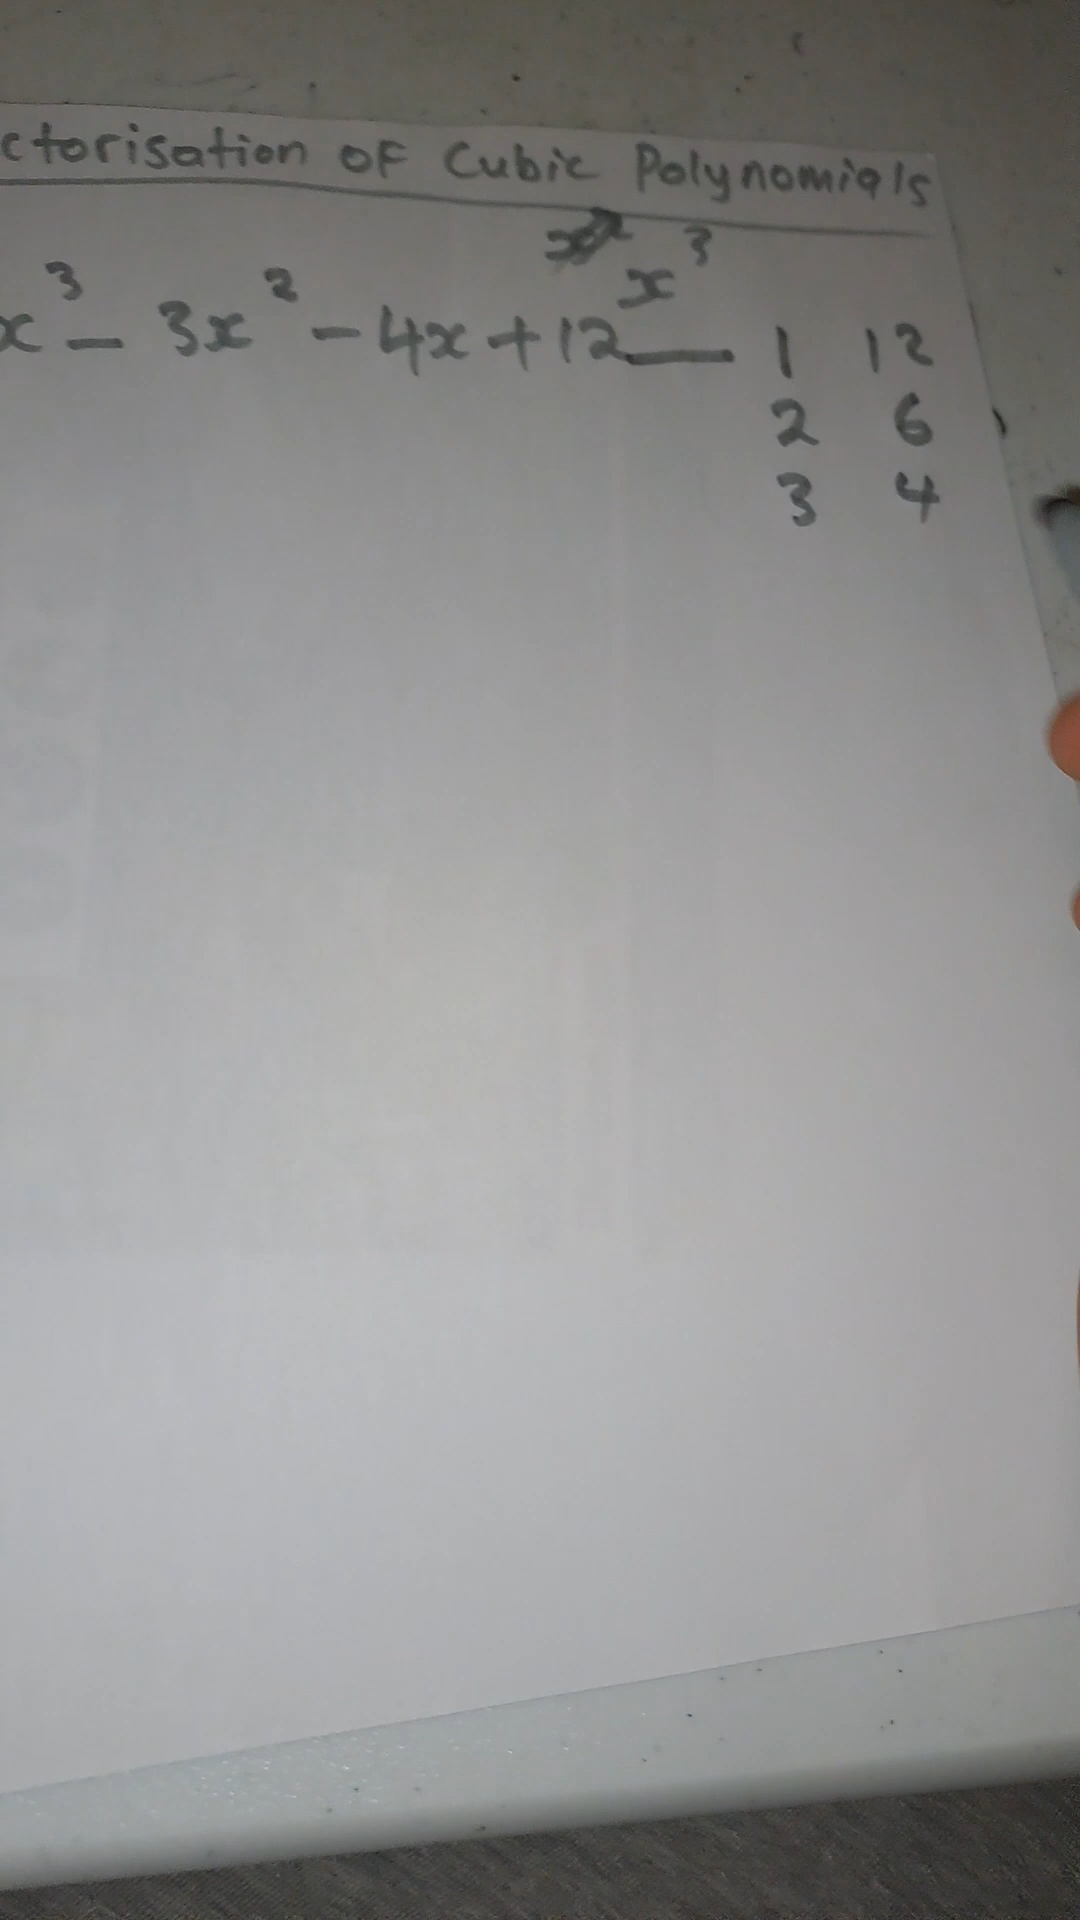 ctorisation of Cubic Polynomials
x³ - 3x² - 4x + 12 — 1 12
x³
2 6
3 4